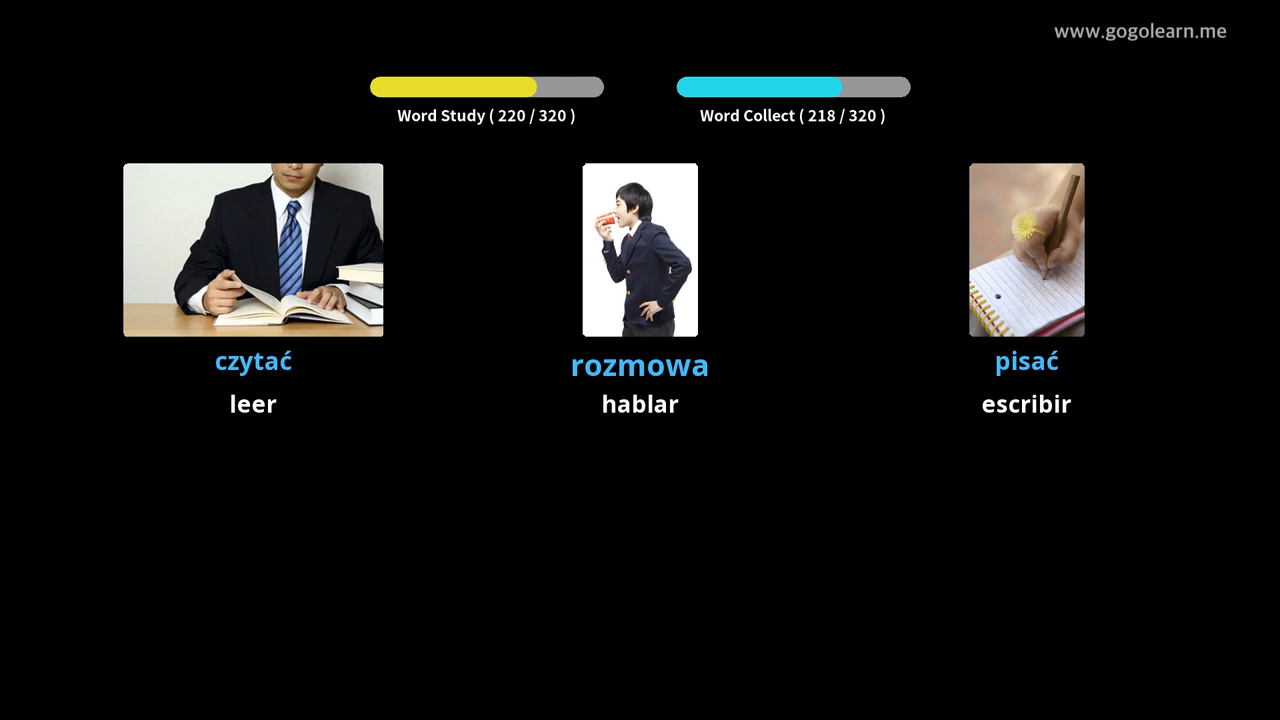 www.gogolearn.me
Word Study ( 220 / 320 )
Word Collect ( 218 / 320 )
czytać
rozmowa
pisać
leer
hablar
escribir